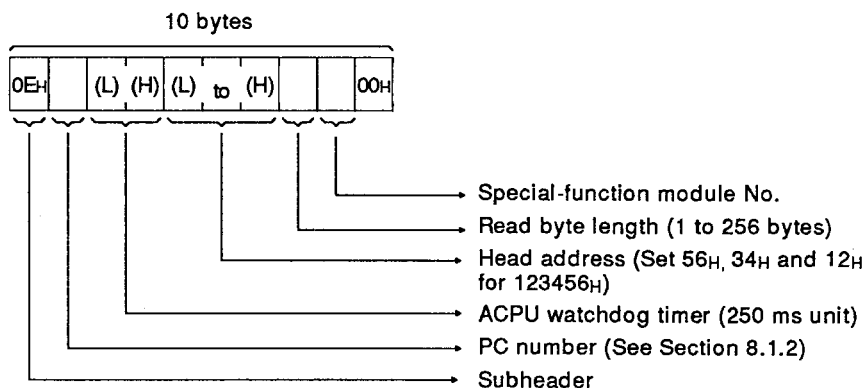 10 bytes
0EH (L) (H) (L) to (H) 00H
Special-function module No.
Read byte length (1 to 256 bytes)
Head address (Set 56H, 34H and 12H
for 123456H)
ACPU watchdog timer (250 ms unit)
PC number (See Section 8.1.2)
Subheader